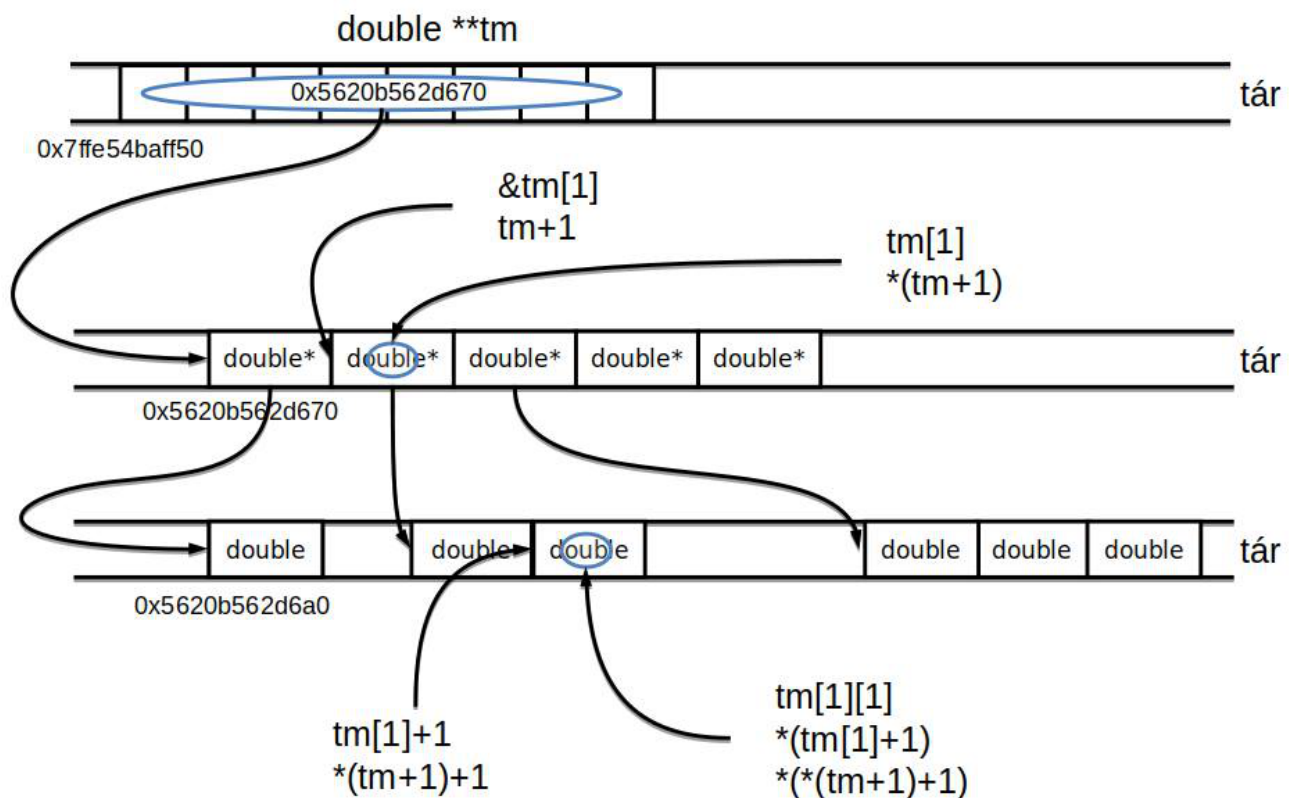 double **tm
0x5620b562d670
tár
0x7ffe54baff50
&tm[1]
tm+1
tm[1]
*(tm+1)
double* double* double* double* double*
tár
0x5620b562d670
double double double double double double
tár
0x5620b562d6a0
tm[1]+1
*(tm+1)+1
tm[1][1]
*(tm[1]+1)
*(*(tm+1)+1)